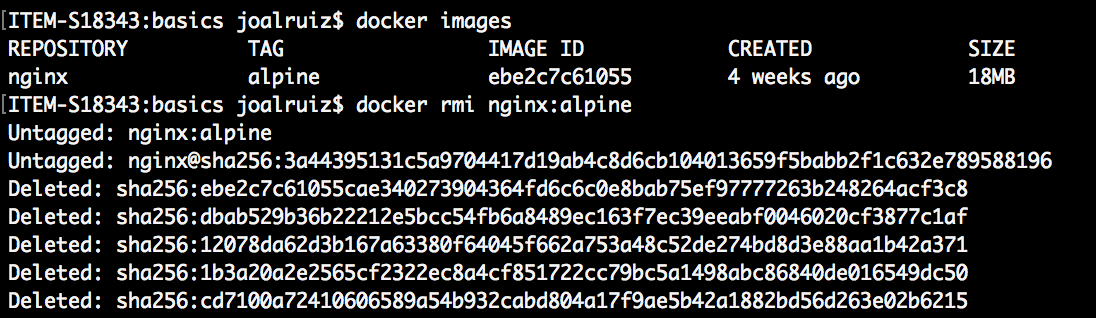 [ITEM-S18343:basics joalruiz$ docker images
REPOSITORY TAG IMAGE ID CREATED SIZE
nginx alpine ebe2c7c61055 4 weeks ago 18MB
[ITEM-S18343:basics joalruiz$ docker rmi nginx:alpine
Untagged: nginx:alpine
Untagged: nginx@sha256:3a44395131c5a9704417d19ab4c8d6cb104013659f5babb2f1c632e789588196
Deleted: sha256:ebe2c7c61055cae340273904364fd6c6c0e8bab75ef97777263b248264acf3c8
Deleted: sha256:dbab529b36b22212e5bcc54fb6a8489ec163f7ec39eeabf0046020cf3877c1af
Deleted: sha256:12078da62d3b167a63380f64045f662a753a48c52de274bd8d3e88aa1b42a371
Deleted: sha256:1b3a20a2e2565cf2322ec8a4cf851722cc79bc5a1498abc86840de016549dc50
Deleted: sha256:cd7100a72410606589a54b932cabd804a17f9ae5b42a1882bd56d263e02b6215